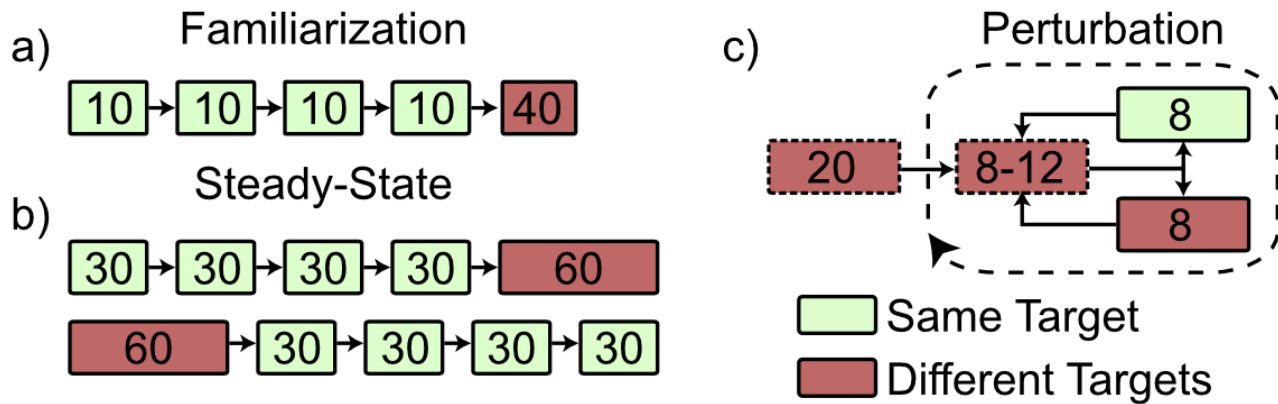 a)
Familiarization
10 10 10 10 40
Steady-State
b)
30 30 30 30 60
60 30 30 30 30
c)
Perturbation
20
8-12
8
8
Same Target
Different Targets